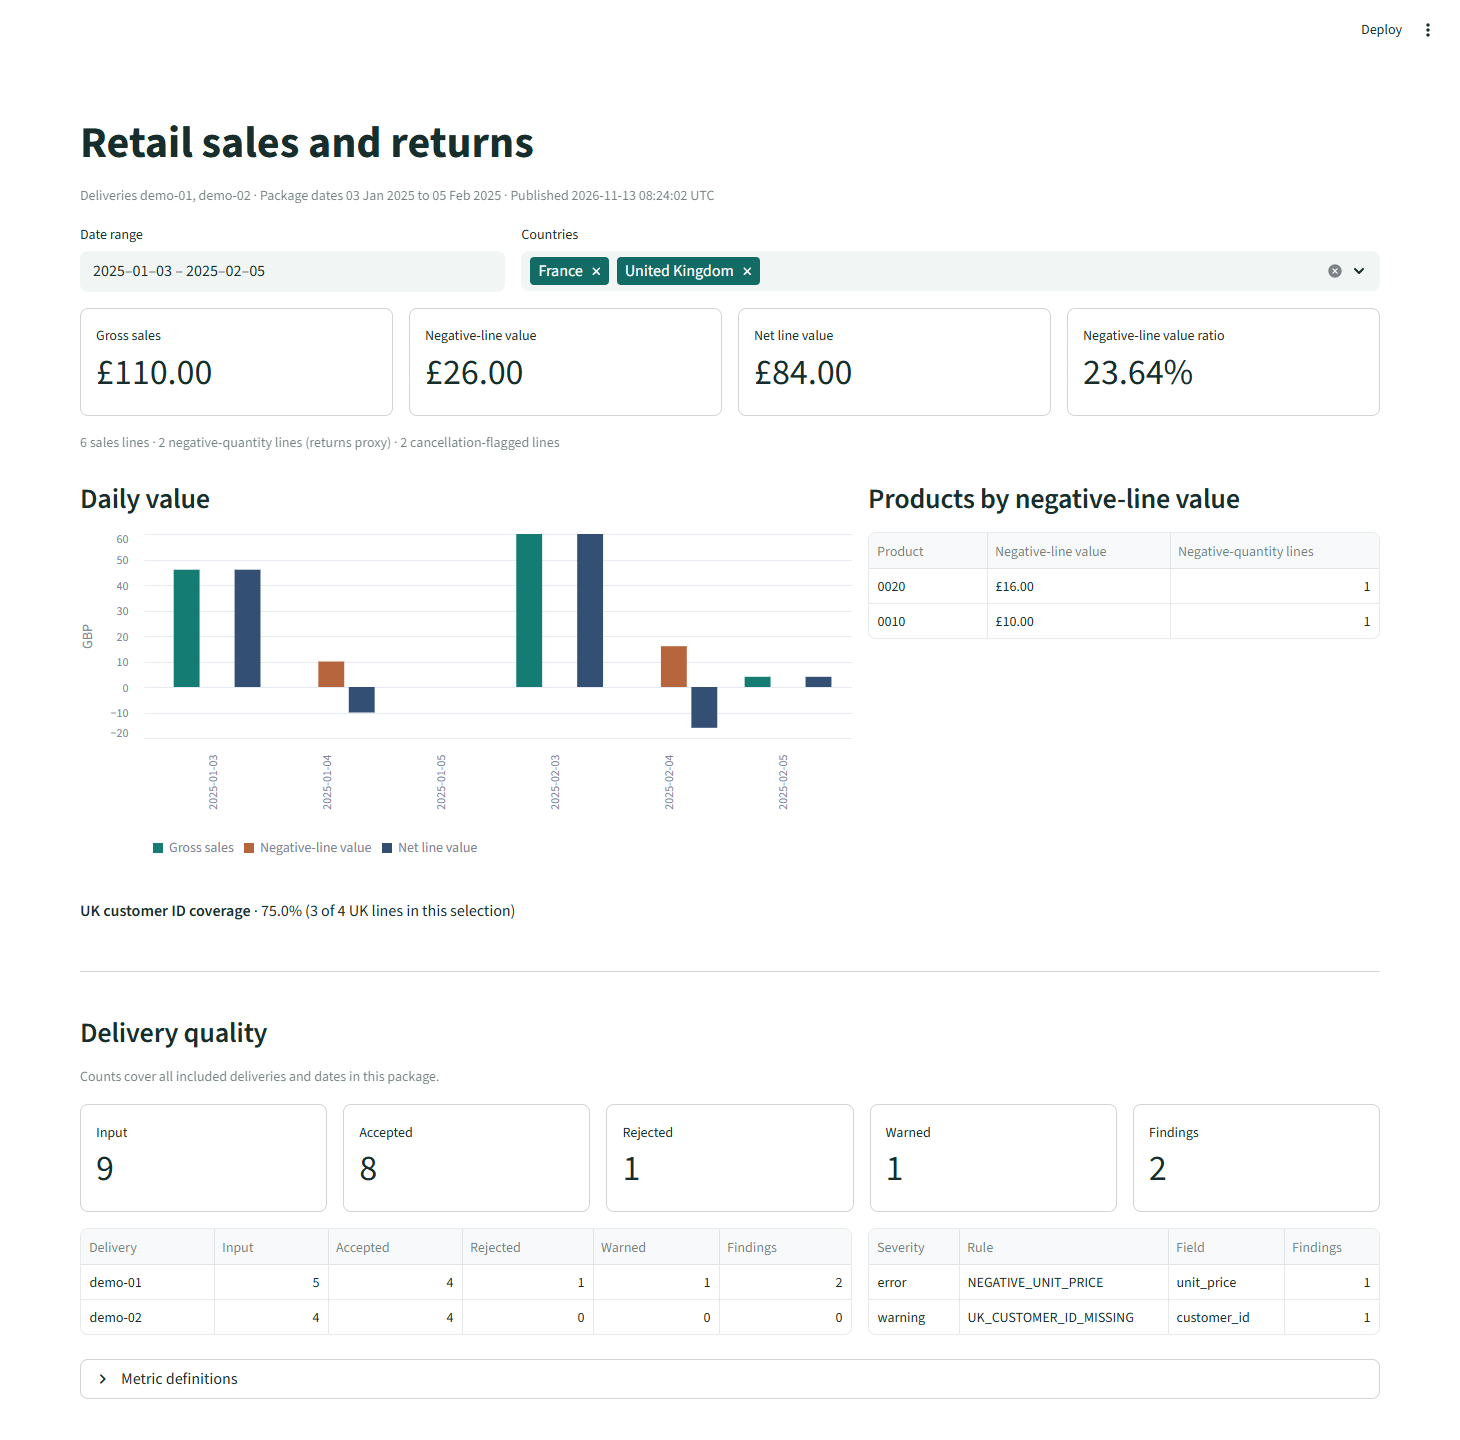 Deploy
Retail sales and returns
Deliveries demo-01, demo-02 · Package dates 03 Jan 2025 to 05 Feb 2025 · Published 2026-11-13 08:24:02 UTC
Date range
Countries
2025–01–03 – 2025–02–05
France ×
United Kingdom ×
Gross sales
£110.00
Negative-line value
£26.00
Net line value
£84.00
Negative-line value ratio
23.64%
6 sales lines · 2 negative-quantity lines (returns proxy) · 2 cancellation-flagged lines
Daily value
GBP
60
50
40
30
20
10
0
−10
−20
2025-01-03
2025-01-04
2025-01-05
2025-02-03
2025-02-04
2025-02-05
Gross sales Negative-line value Net line value
Products by negative-line value
Product Negative-line value Negative-quantity lines
0020 £16.00 1
0010 £10.00 1
UK customer ID coverage · 75.0% (3 of 4 UK lines in this selection)
Delivery quality
Counts cover all included deliveries and dates in this package.
Input
9
Accepted
8
Rejected
1
Warned
1
Findings
2
Delivery Input Accepted Rejected Warned Findings
demo-01 5 4 1 1 2
demo-02 4 4 0 0 0
Severity Rule Field Findings
error NEGATIVE_UNIT_PRICE unit_price 1
warning UK_CUSTOMER_ID_MISSING customer_id 1
Metric definitions